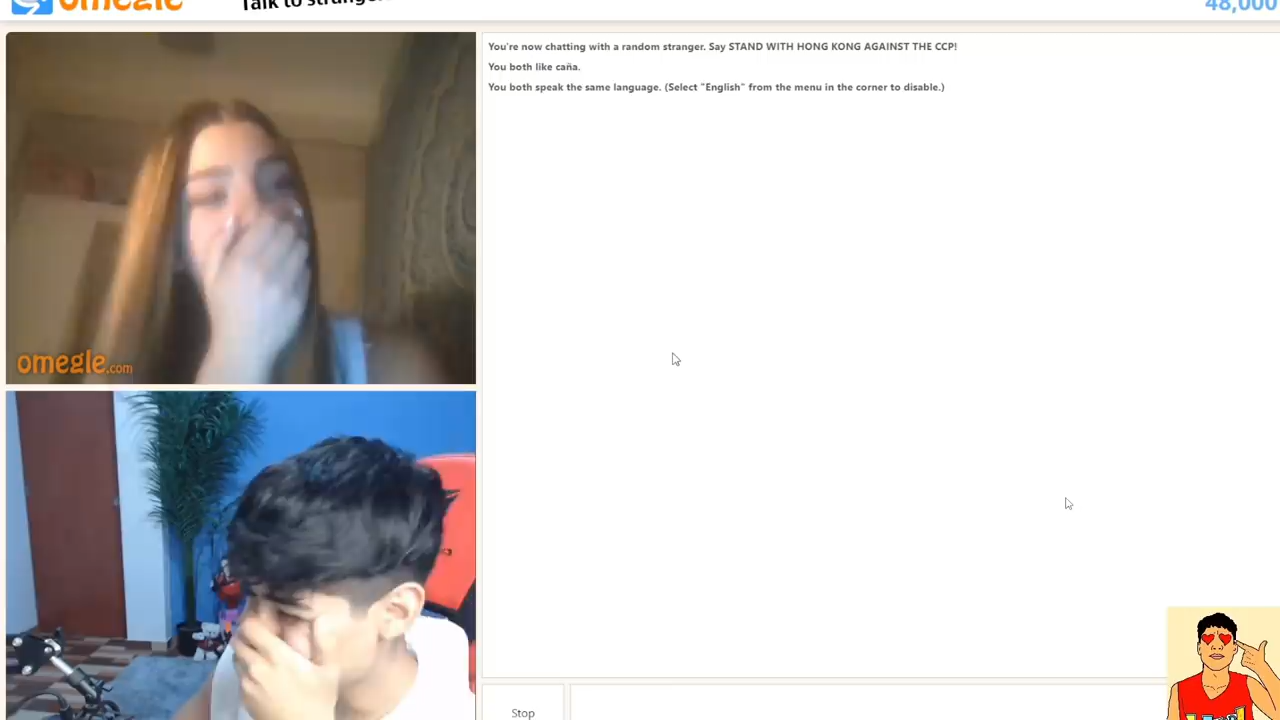 omegle
Talk to strangers
48,000
You're now chatting with a random stranger. Say STAND WITH HONG KONG AGAINST THE CCP!
You both like caña.
You both speak the same language. (Select "English" from the menu in the corner to disable.)
omegle.com
Stop